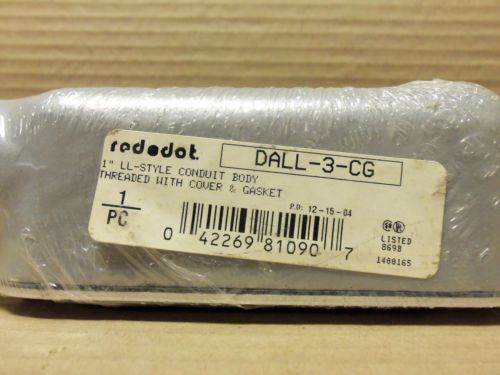 red•dot. DALL-3-CG
1" LL-STYLE CONDUIT BODY
THREADED WITH COVER & GASKET
1
PC
P.D: 12-15-04
0 42269 81090 7
LISTED
869B
1400165